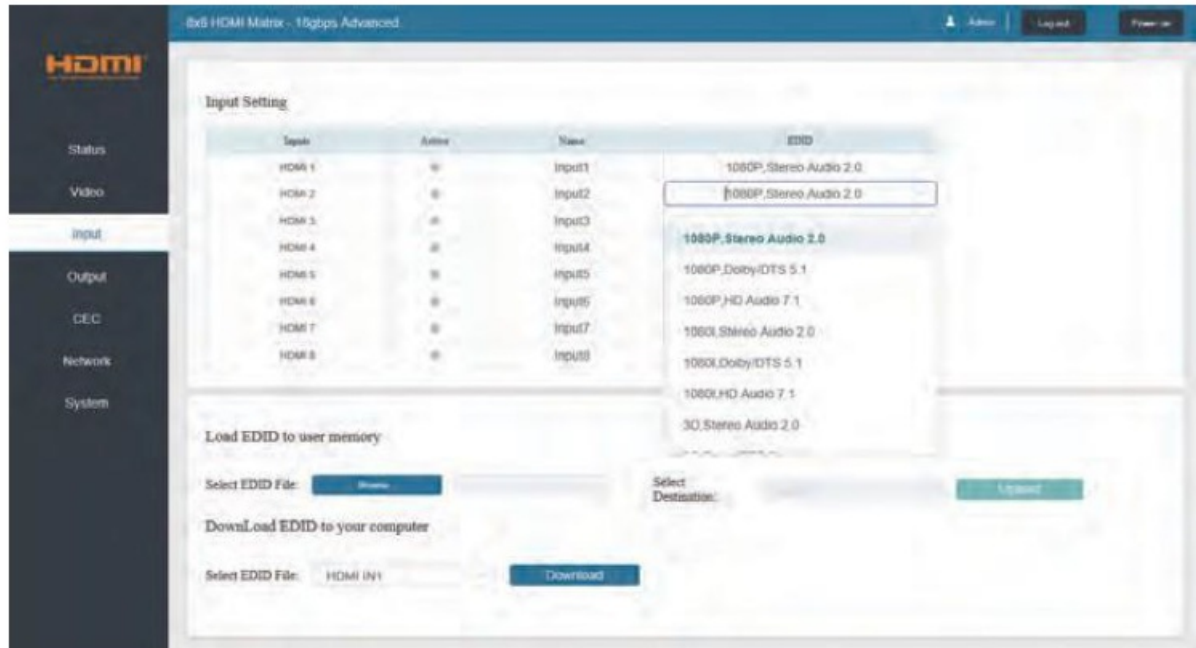 8x8 HDMI Matrix - 18gbps Advanced
Admin
Log out
HDMI
Input Setting
Inputs Active Name EDID
Status
HDMI 1 Input1 1080P,Stereo Audio 2.0
Video
HDMI 2 Input2 1080P,Stereo Audio 2.0
HDMI 3 Input3
Input
HDMI 4 Input4
1080P,Stereo Audio 2.0
HDMI 5 Input5
Output
1080P,Dolby/DTS 5.1
HDMI 6 Input6
1080P,HD Audio 7.1
CEC
HDMI 7 Input7
1080I,Stereo Audio 2.0
HDMI 8 Input8
Network
1080I,Dolby/DTS 5.1
1080I,HD Audio 7.1
System
3D,Stereo Audio 2.0
Load EDID to user memory
Select EDID File: Browse
Select
Destination:
Upload
DownLoad EDID to your computer
Select EDID File: HDMI IN1 Download